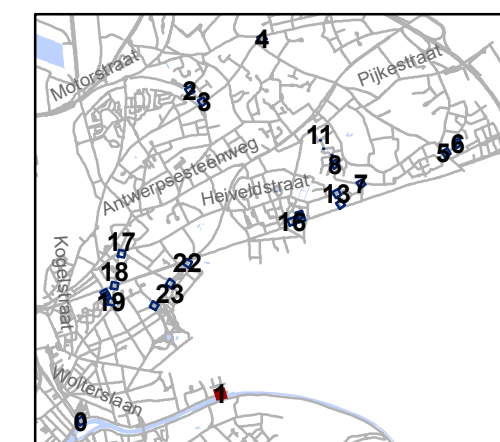 4
Motorstraat
Pijkestraat
2
3
11
6
5
8
Antwerpsesteenweg
Heiveldstraat
7
13
16
17
22
Kogelstraat
18
19
23
Wolterslaan
1
0